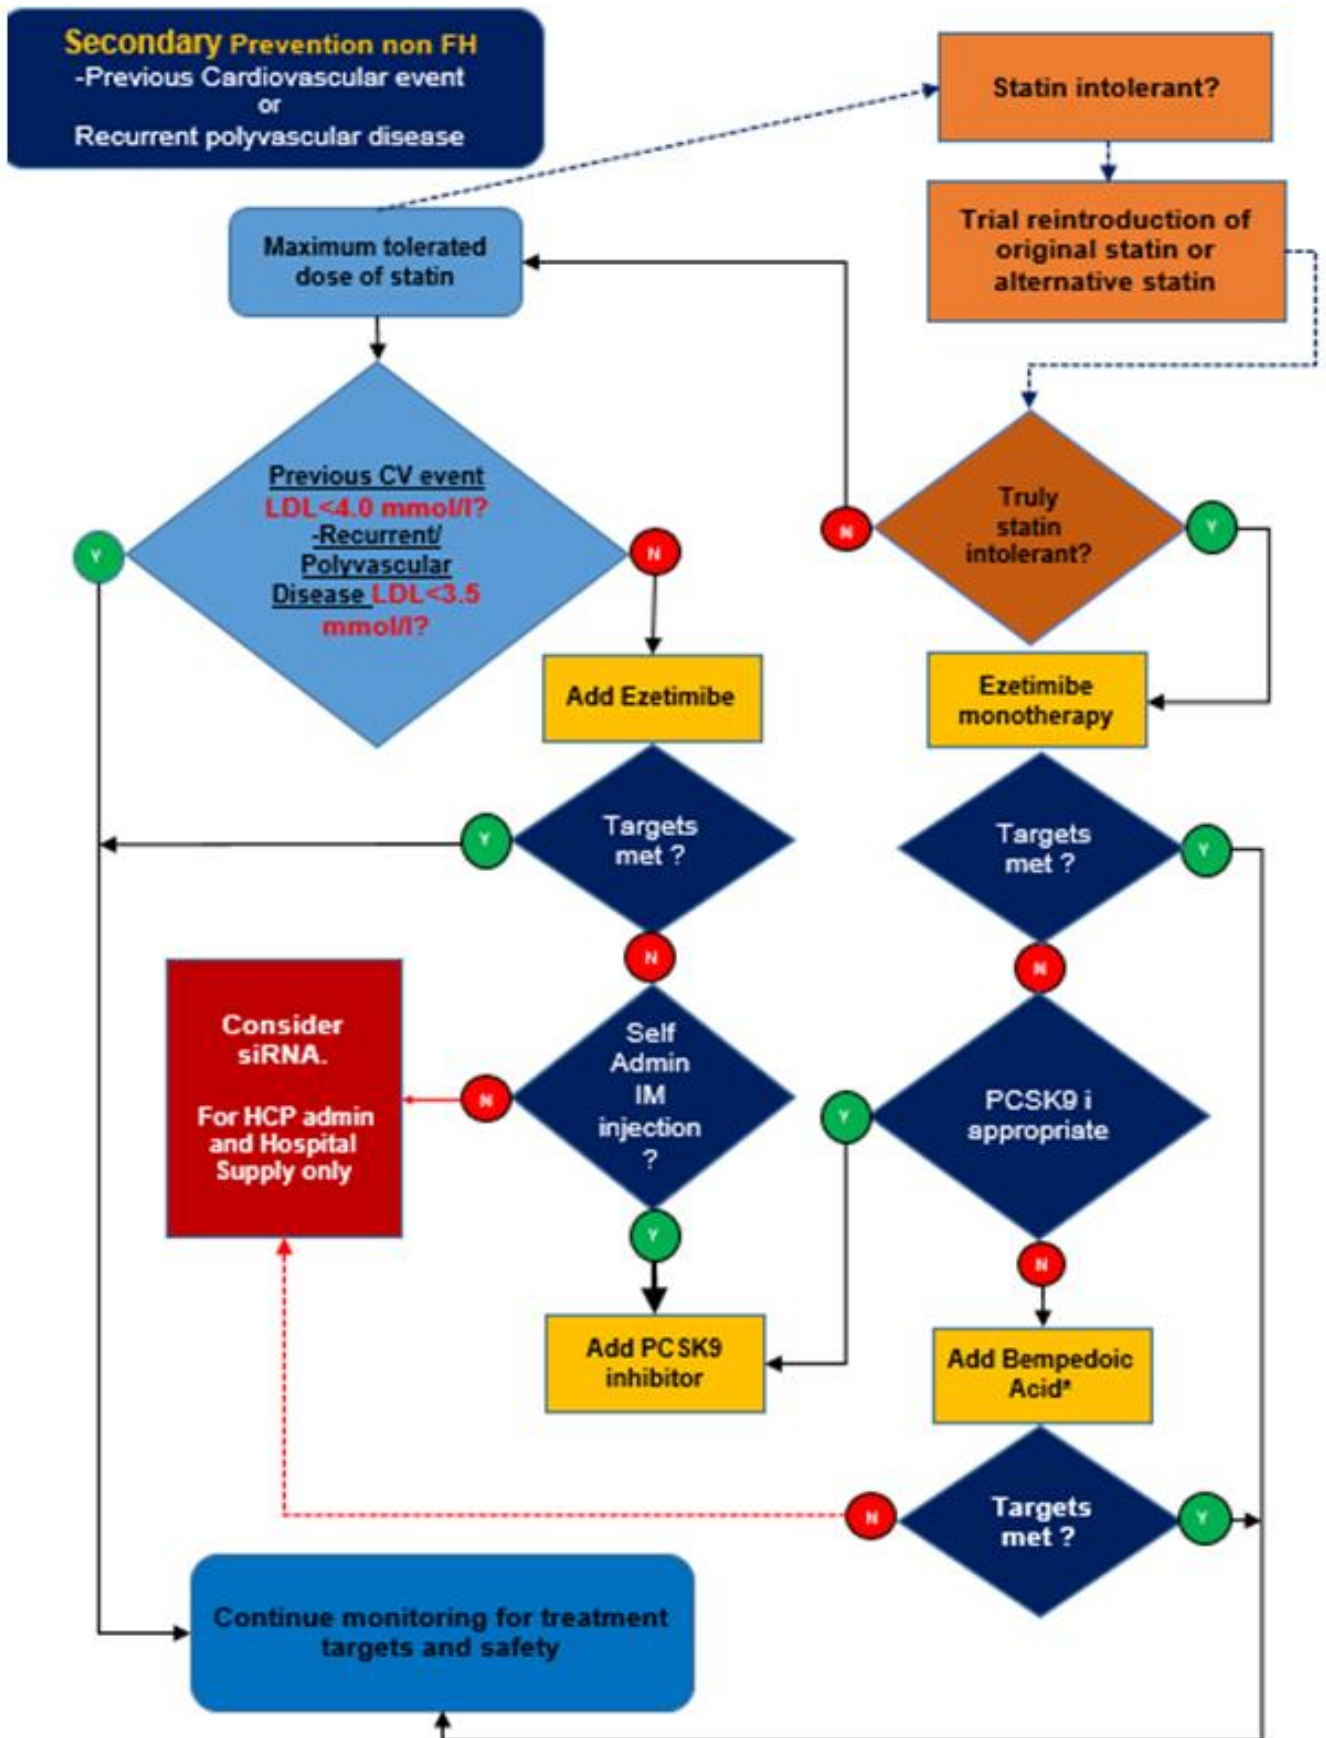 Secondary Prevention non FH
-Previous Cardiovascular event
or
Recurrent polyvascular disease
Statin intolerant?
Trial reintroduction of
original statin or
alternative statin
Maximum tolerated
dose of statin
Previous CV event
LDL<4.0 mmol/l?
-Recurrent/
Polyvascular
Disease LDL<3.5
mmol/l?
Y
N
Truly
statin
intolerant?
N
Y
Add Ezetimibe
Ezetimibe
monotherapy
Targets
met ?
Y
N
Targets
met ?
Y
N
Consider
siRNA.
For HCP admin
and Hospital
Supply only
Self
Admin
IM
injection
?
N
Y
PCSK9 i
appropriate
Y
N
Add PCSK9
inhibitor
Add Bempedoic
Acid*
Targets
met ?
N
Y
Continue monitoring for treatment
targets and safety